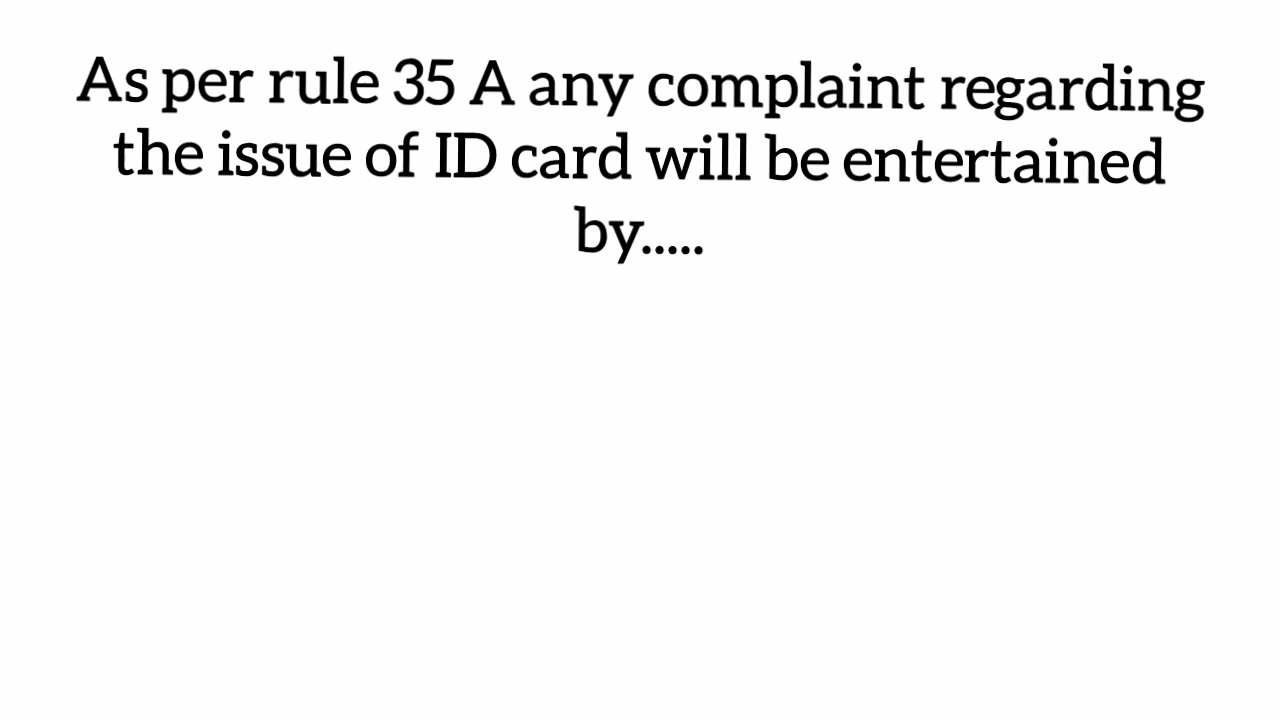 As per rule 35 A any complaint regarding
the issue of ID card will be entertained
by.....